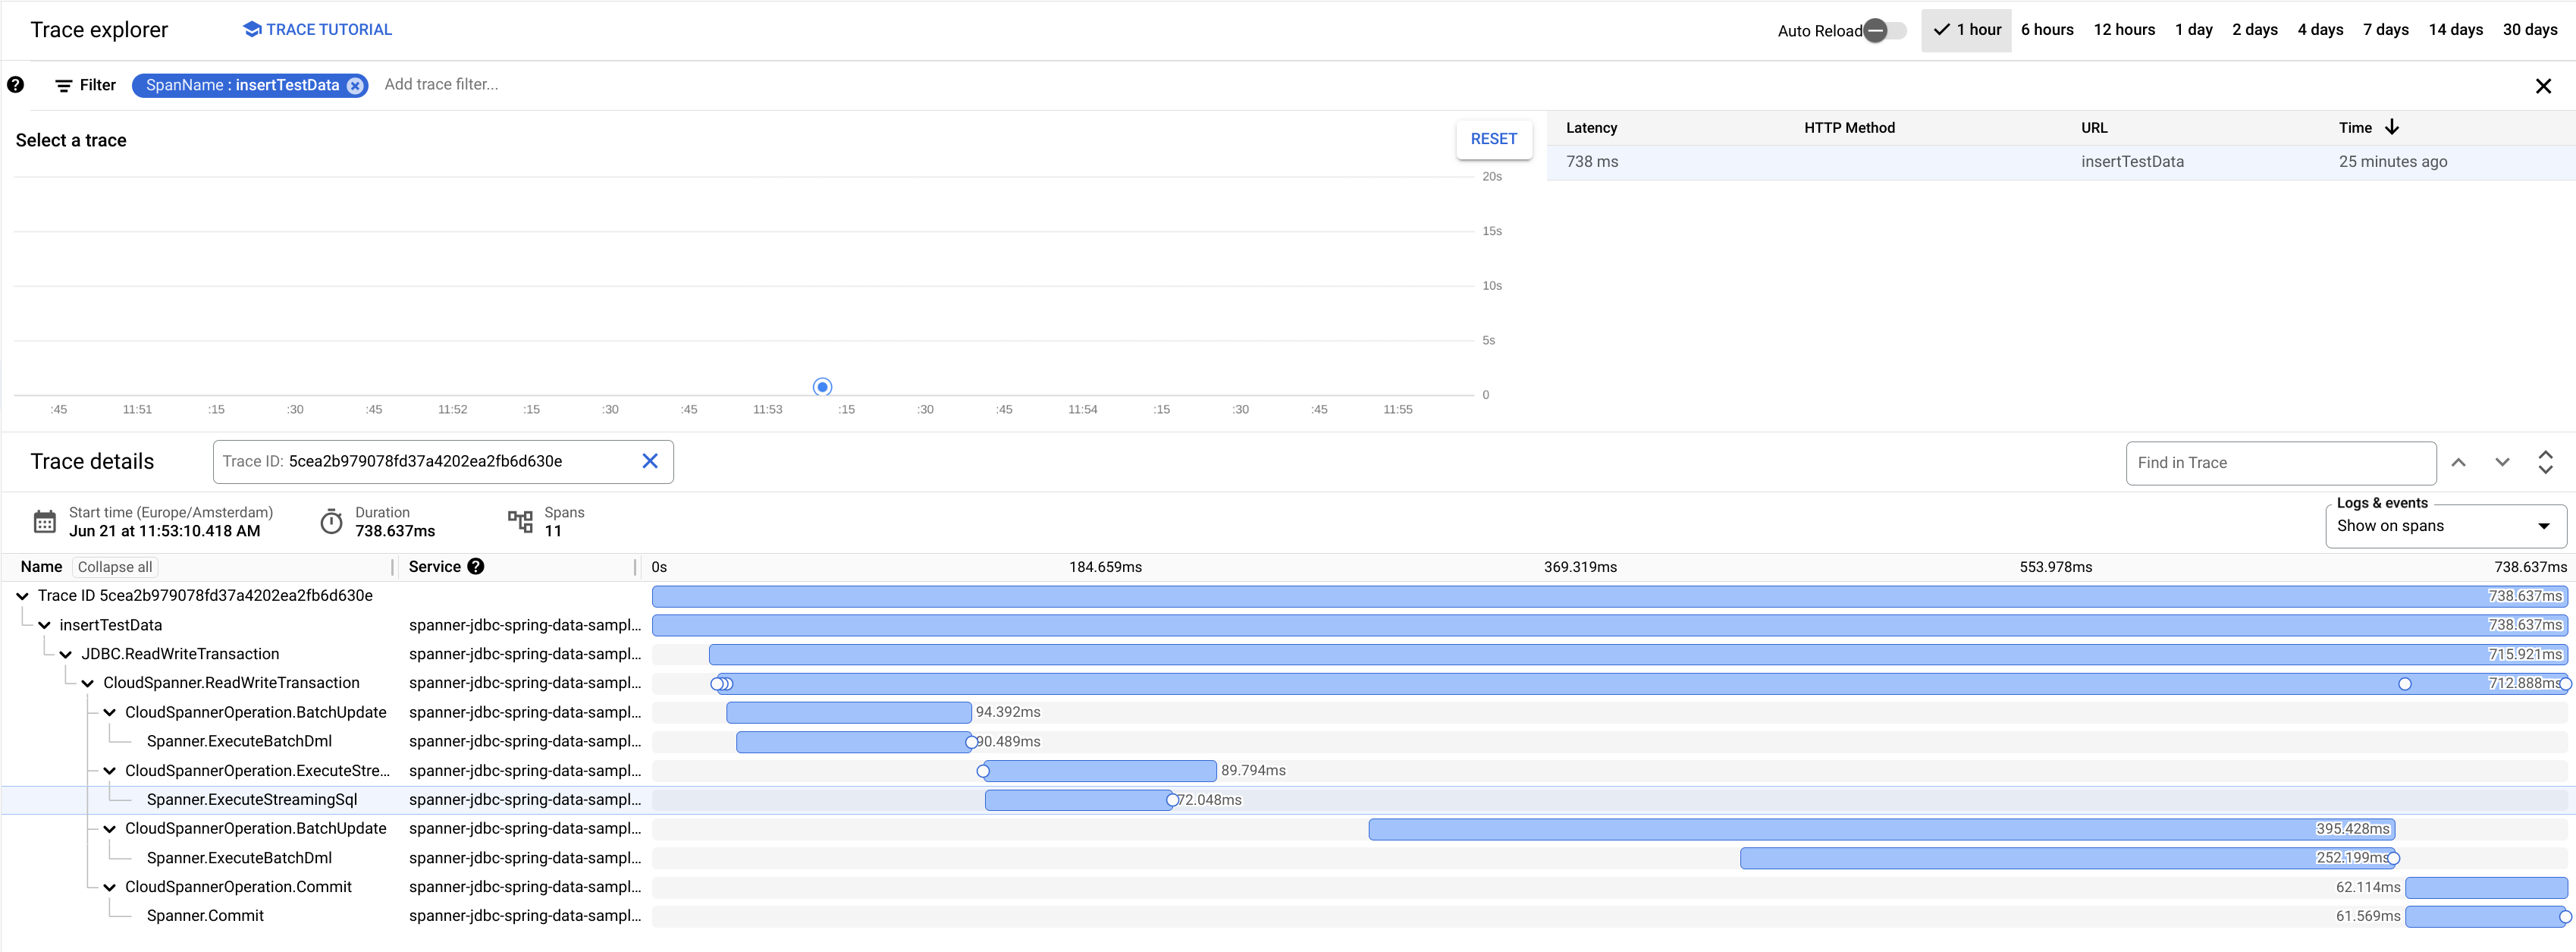 Trace explorer TRACE TUTORIAL Auto Reload 1 hour 6 hours 12 hours 1 day 2 days 4 days 7 days 14 days 30 days
Filter SpanName : insertTestData Add trace filter...
Select a trace RESET
Latency HTTP Method URL Time
738 ms insertTestData 25 minutes ago
20s
15s
10s
5s
0
:45 11:51 :15 :30 :45 11:52 :15 :30 :45 11:53 :15 :30 :45 11:54 :15 :30 :45 11:55
Trace details Trace ID: 5cea2b979078fd37a4202ea2fb6d630e Find in Trace
Start time (Europe/Amsterdam) Duration Spans Logs & events
Jun 21 at 11:53:10.418 AM 738.637ms 11 Show on spans
Name Collapse all Service 0s 184.659ms 369.319ms 553.978ms 738.637ms
Trace ID 5cea2b979078fd37a4202ea2fb6d630e 738.637ms
insertTestData spanner-jdbc-spring-data-sampl... 738.637ms
JDBC.ReadWriteTransaction spanner-jdbc-spring-data-sampl... 715.921ms
CloudSpanner.ReadWriteTransaction spanner-jdbc-spring-data-sampl... 712.888ms
CloudSpannerOperation.BatchUpdate spanner-jdbc-spring-data-sampl... 94.392ms
Spanner.ExecuteBatchDml spanner-jdbc-spring-data-sampl... 90.489ms
CloudSpannerOperation.ExecuteStre... spanner-jdbc-spring-data-sampl... 89.794ms
Spanner.ExecuteStreamingSql spanner-jdbc-spring-data-sampl... 72.048ms
CloudSpannerOperation.BatchUpdate spanner-jdbc-spring-data-sampl... 395.428ms
Spanner.ExecuteBatchDml spanner-jdbc-spring-data-sampl... 252.199ms
CloudSpannerOperation.Commit spanner-jdbc-spring-data-sampl... 62.114ms
Spanner.Commit spanner-jdbc-spring-data-sampl... 61.569ms